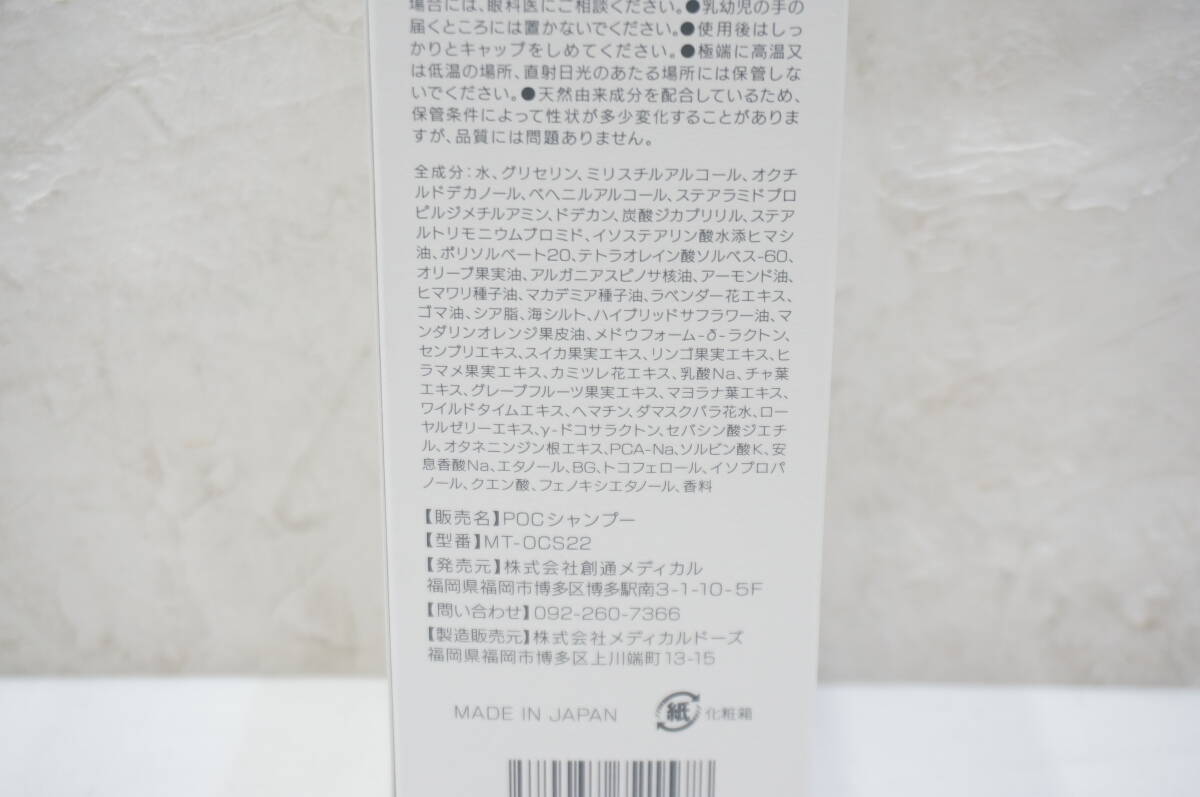 場合には、眼科医にご相談ください。●乳幼児の手の
届くところには置かないでください。●使用後はしっ
かりとキャップをしめてください。●極端に高温又
は低温の場所、直射日光のあたる場所には保管しな
いでください。●天然由来成分を配合しているため、
保管条件によって性状が多少変化することがありま
すが、品質には問題ありません。
全成分：水、グリセリン、ミリスチルアルコール、オクチ
ルドデカノール、ベヘニルアルコール、ステアラミドプロ
ピルジメチルアミン、ドデカン、炭酸ジカプリリル、ステア
ルトリモニウムブロミド、イソステアリン酸水添ヒマシ
油、ポリソルベート20、テトラオレイン酸ソルベス-60、
オリーブ果実油、アルガニアスピノサ核油、アーモンド油、
ヒマワリ種子油、マカデミア種子油、ラベンダー花エキス、
ゴマ油、シア脂、海シルト、ハイブリッドサフラワー油、マ
ンダリンオレンジ果皮油、メドウフォーム-δ-ラクトン、
センブリエキス、スイカ果実エキス、リンゴ果実エキス、ヒ
ラマメ果実エキス、カミツレ花エキス、乳酸Na、チャ葉
エキス、グレープフルーツ果実エキス、マヨラナ葉エキス、
ワイルドタイムエキス、ヘマチン、ダマスクバラ花水、ロー
ヤルゼリーエキス、γ-ドコサラクトン、セバシン酸ジエチ
ル、オタネニンジン根エキス、PCA-Na、ソルビン酸K、安
息香酸Na、エタノール、BG、トコフェロール、イソプロパ
ノール、クエン酸、フェノキシエタノール、香料
【販売名】POCシャンプー
【型番】MT-OCS22
【発売元】株式会社創通メディカル
福岡県福岡市博多区博多駅南3-1-10-5F
【問い合わせ】092-260-7366
【製造販売元】株式会社メディカルドーズ
福岡県福岡市博多区上川端町13-15
MADE IN JAPAN 紙 化粧箱